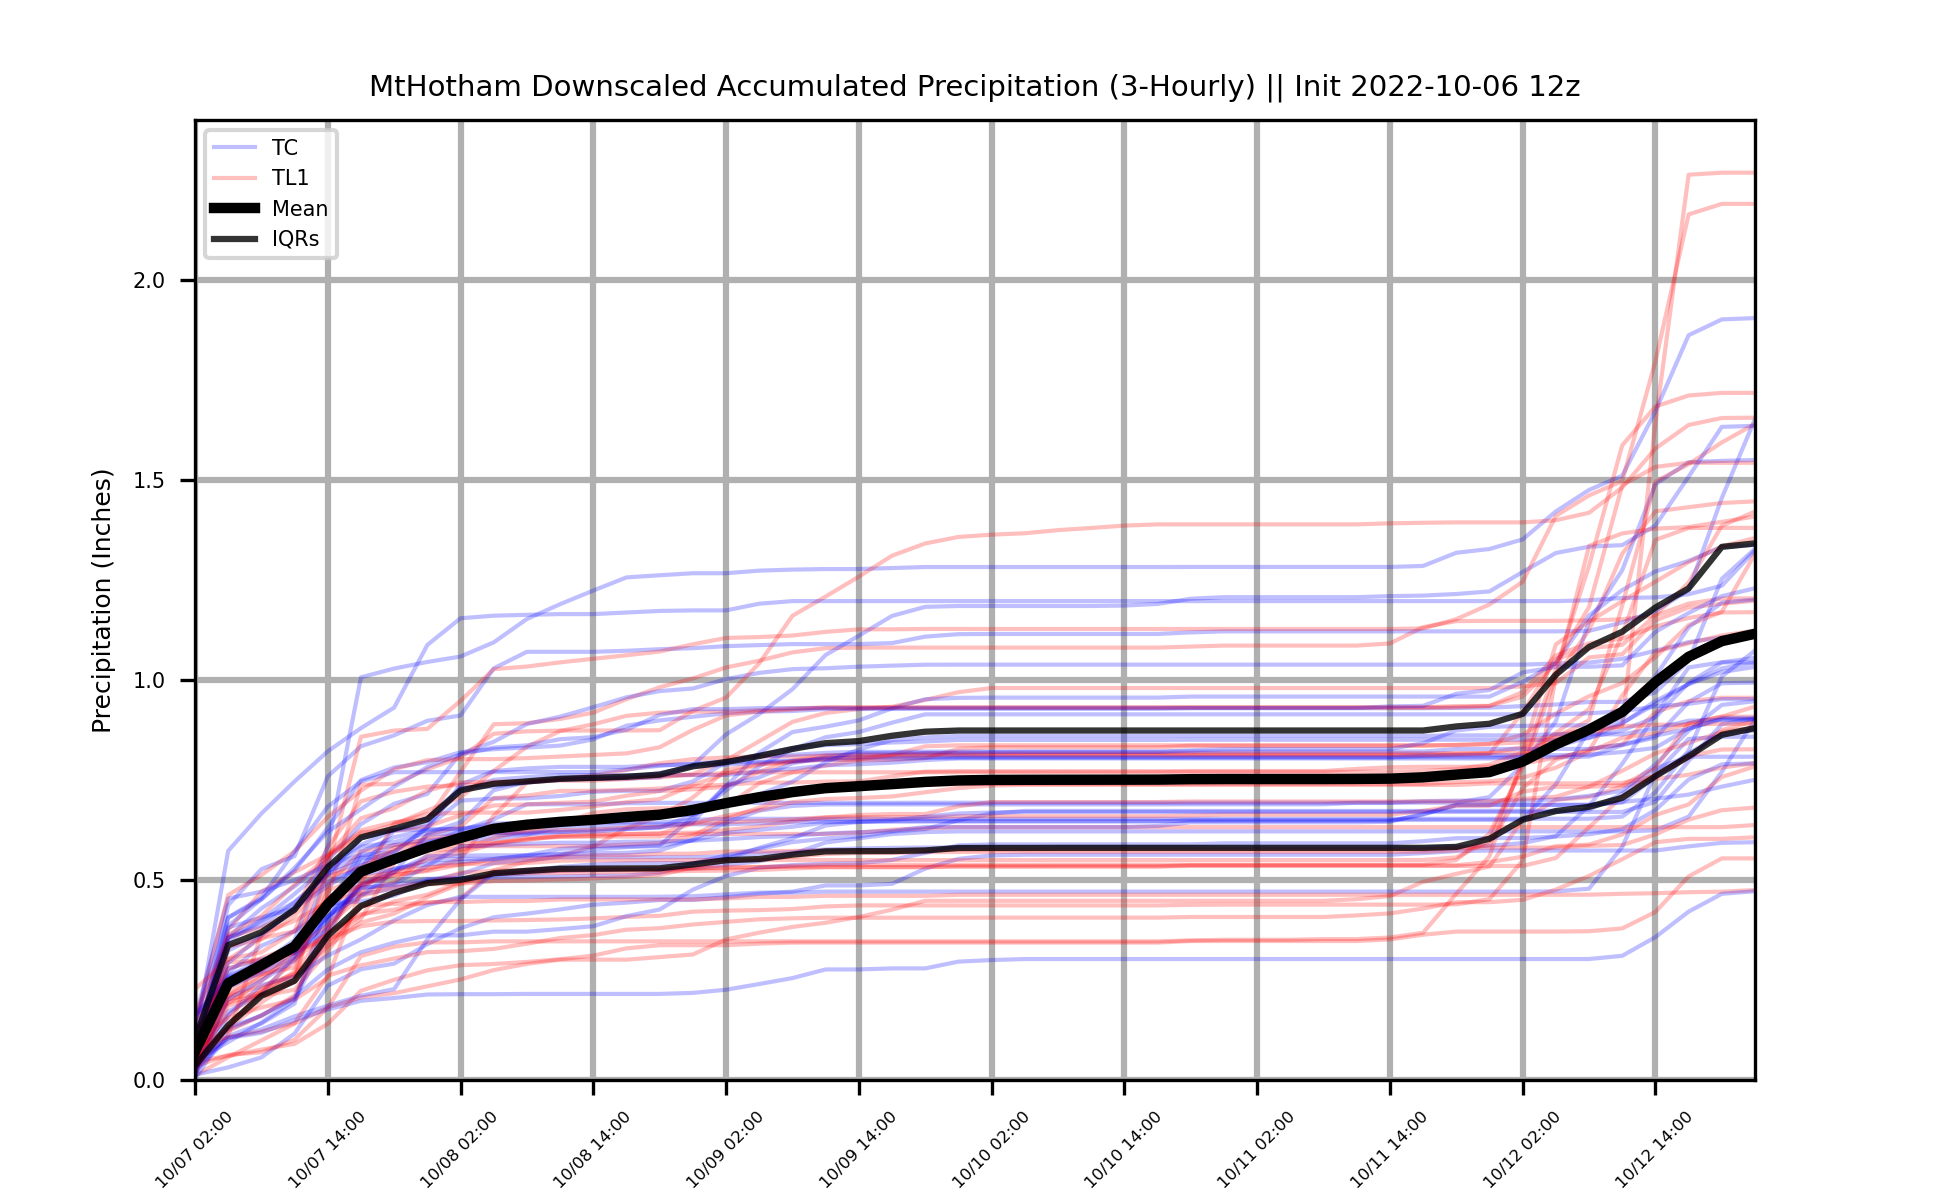 MtHotham Downscaled Accumulated Precipitation (3-Hourly) || Init 2022-10-06 12z
TC
TL1
Mean
IQRs
Precipitation (Inches)
2.0
1.5
1.0
0.5
0.0
10/07 02:00
10/07 14:00
10/08 02:00
10/08 14:00
10/09 02:00
10/09 14:00
10/10 02:00
10/10 14:00
10/11 02:00
10/11 14:00
10/12 02:00
10/12 14:00